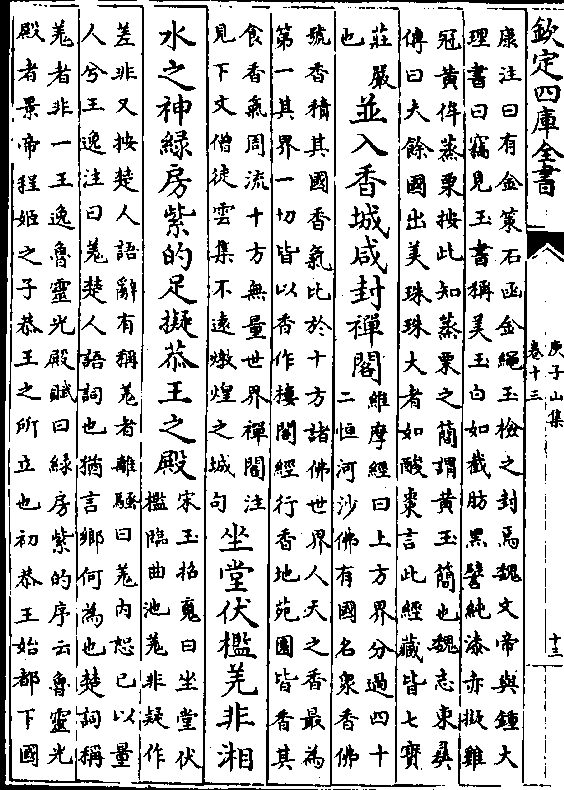 欽定四庫全書
庾子山集
卷十三
十三
康注曰有金策石函金繩玉檢之封焉魏文帝與鍾大
理書曰竊見玉書稱美玉白如截肪黑譬純漆赤擬雞
冠黄侔蒸栗按此知蒸栗之簡謂黄玉簡也魏志東夷
傳曰大餘國出美珠珠大者如酸棗言此經藏皆七寶
莊嚴
也
並入香城咸封禪閣
維摩經曰上方界分過四十
二恒河沙佛有國名衆香佛
號香積其國香氣比於十方諸佛世界人天之香最為
第一其界一切皆以香作樓閣經行香地苑園皆香其
食香氣周流十方無量世界禪閣注
見下文僧徒雲集不遠燉煌之城句
坐堂伏檻羌非湘
水之神緑房紫的足擬恭王之殿
宋玉招䰟曰坐堂伏
檻臨曲池羌非疑作
差非又按楚人語辭有稱羌者離騷曰羌内恕已以量
人兮王逸注曰羌楚人語詞也猶言鄉何為也楚詞稱
羌者非一王逸魯靈光殿賦曰緑房紫的序云魯靈光
殿者景帝程姬之子恭王之所立也初恭王始都下國